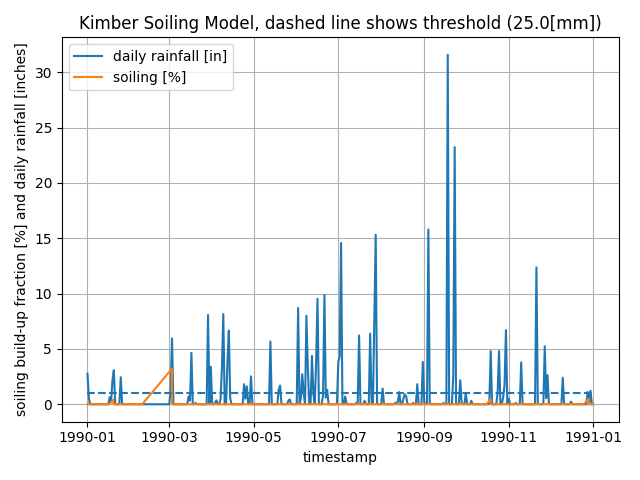 Kimber Soiling Model, dashed line shows threshold (25.0[mm])
daily rainfall [in]
soiling [%]
soiling build-up fraction [%] and daily rainfall [inches]
30
25
20
15
10
5
0
1990-01
1990-03
1990-05
1990-07
1990-09
1990-11
1991-01
timestamp